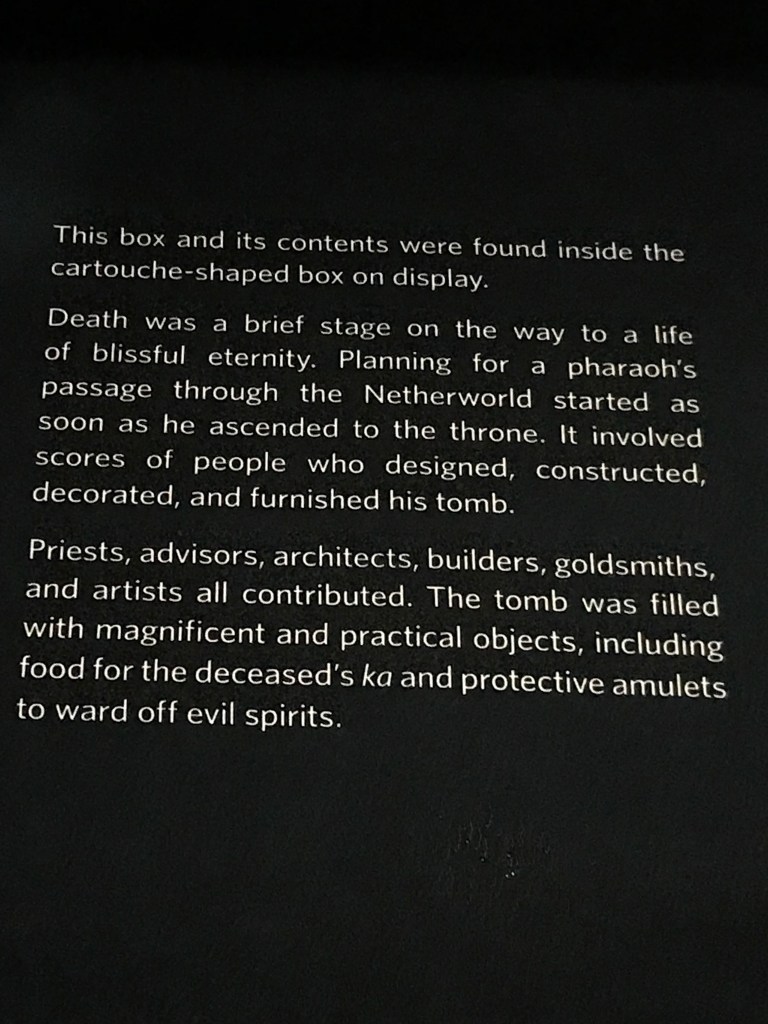 This box and its contents were found inside the
cartouche-shaped box on display.
Death was a brief stage on the way to a life
of blissful eternity. Planning for a pharaoh's
passage through the Netherworld started as
soon as he ascended to the throne. It involved
scores of people who designed, constructed,
decorated, and furnished his tomb.
Priests, advisors, architects, builders, goldsmiths,
and artists all contributed. The tomb was filled
with magnificent and practical objects, including
food for the deceased's ka and protective amulets
to ward off evil spirits.